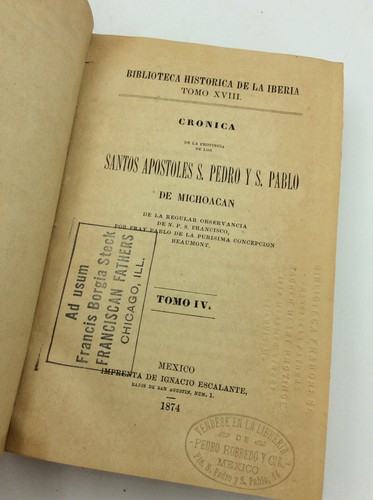 BIBLIOTECA HISTORICA DE LA IBERIA
TOMO XVIII.
CRONICA
DE LA PROVINCIA
DE LOS
SANTOS APOSTOLES S. PEDRO Y S. PABLO
DE MICHOACAN
DE LA REGULAR OBSERVANCIA
DE N. P. S. FRANCISCO,
POR FRAY PABLO DE LA PURISIMA CONCEPCION
BEAUMONT.
TOMO IV.
MEXICO
IMPRENTA DE IGNACIO ESCALANTE,
BAJOS DE SAN AGUSTIN, NUM. 1.
1874
Ad usum
Francis Borgia Steck
FRANCISCAN FATHERS
CHICAGO, ILL.
VENDESE EN LA LIBRERIA
DE
PEDRO ROBREDO Y CIA.
MEXICO
S. Pedro y S. Pablo,